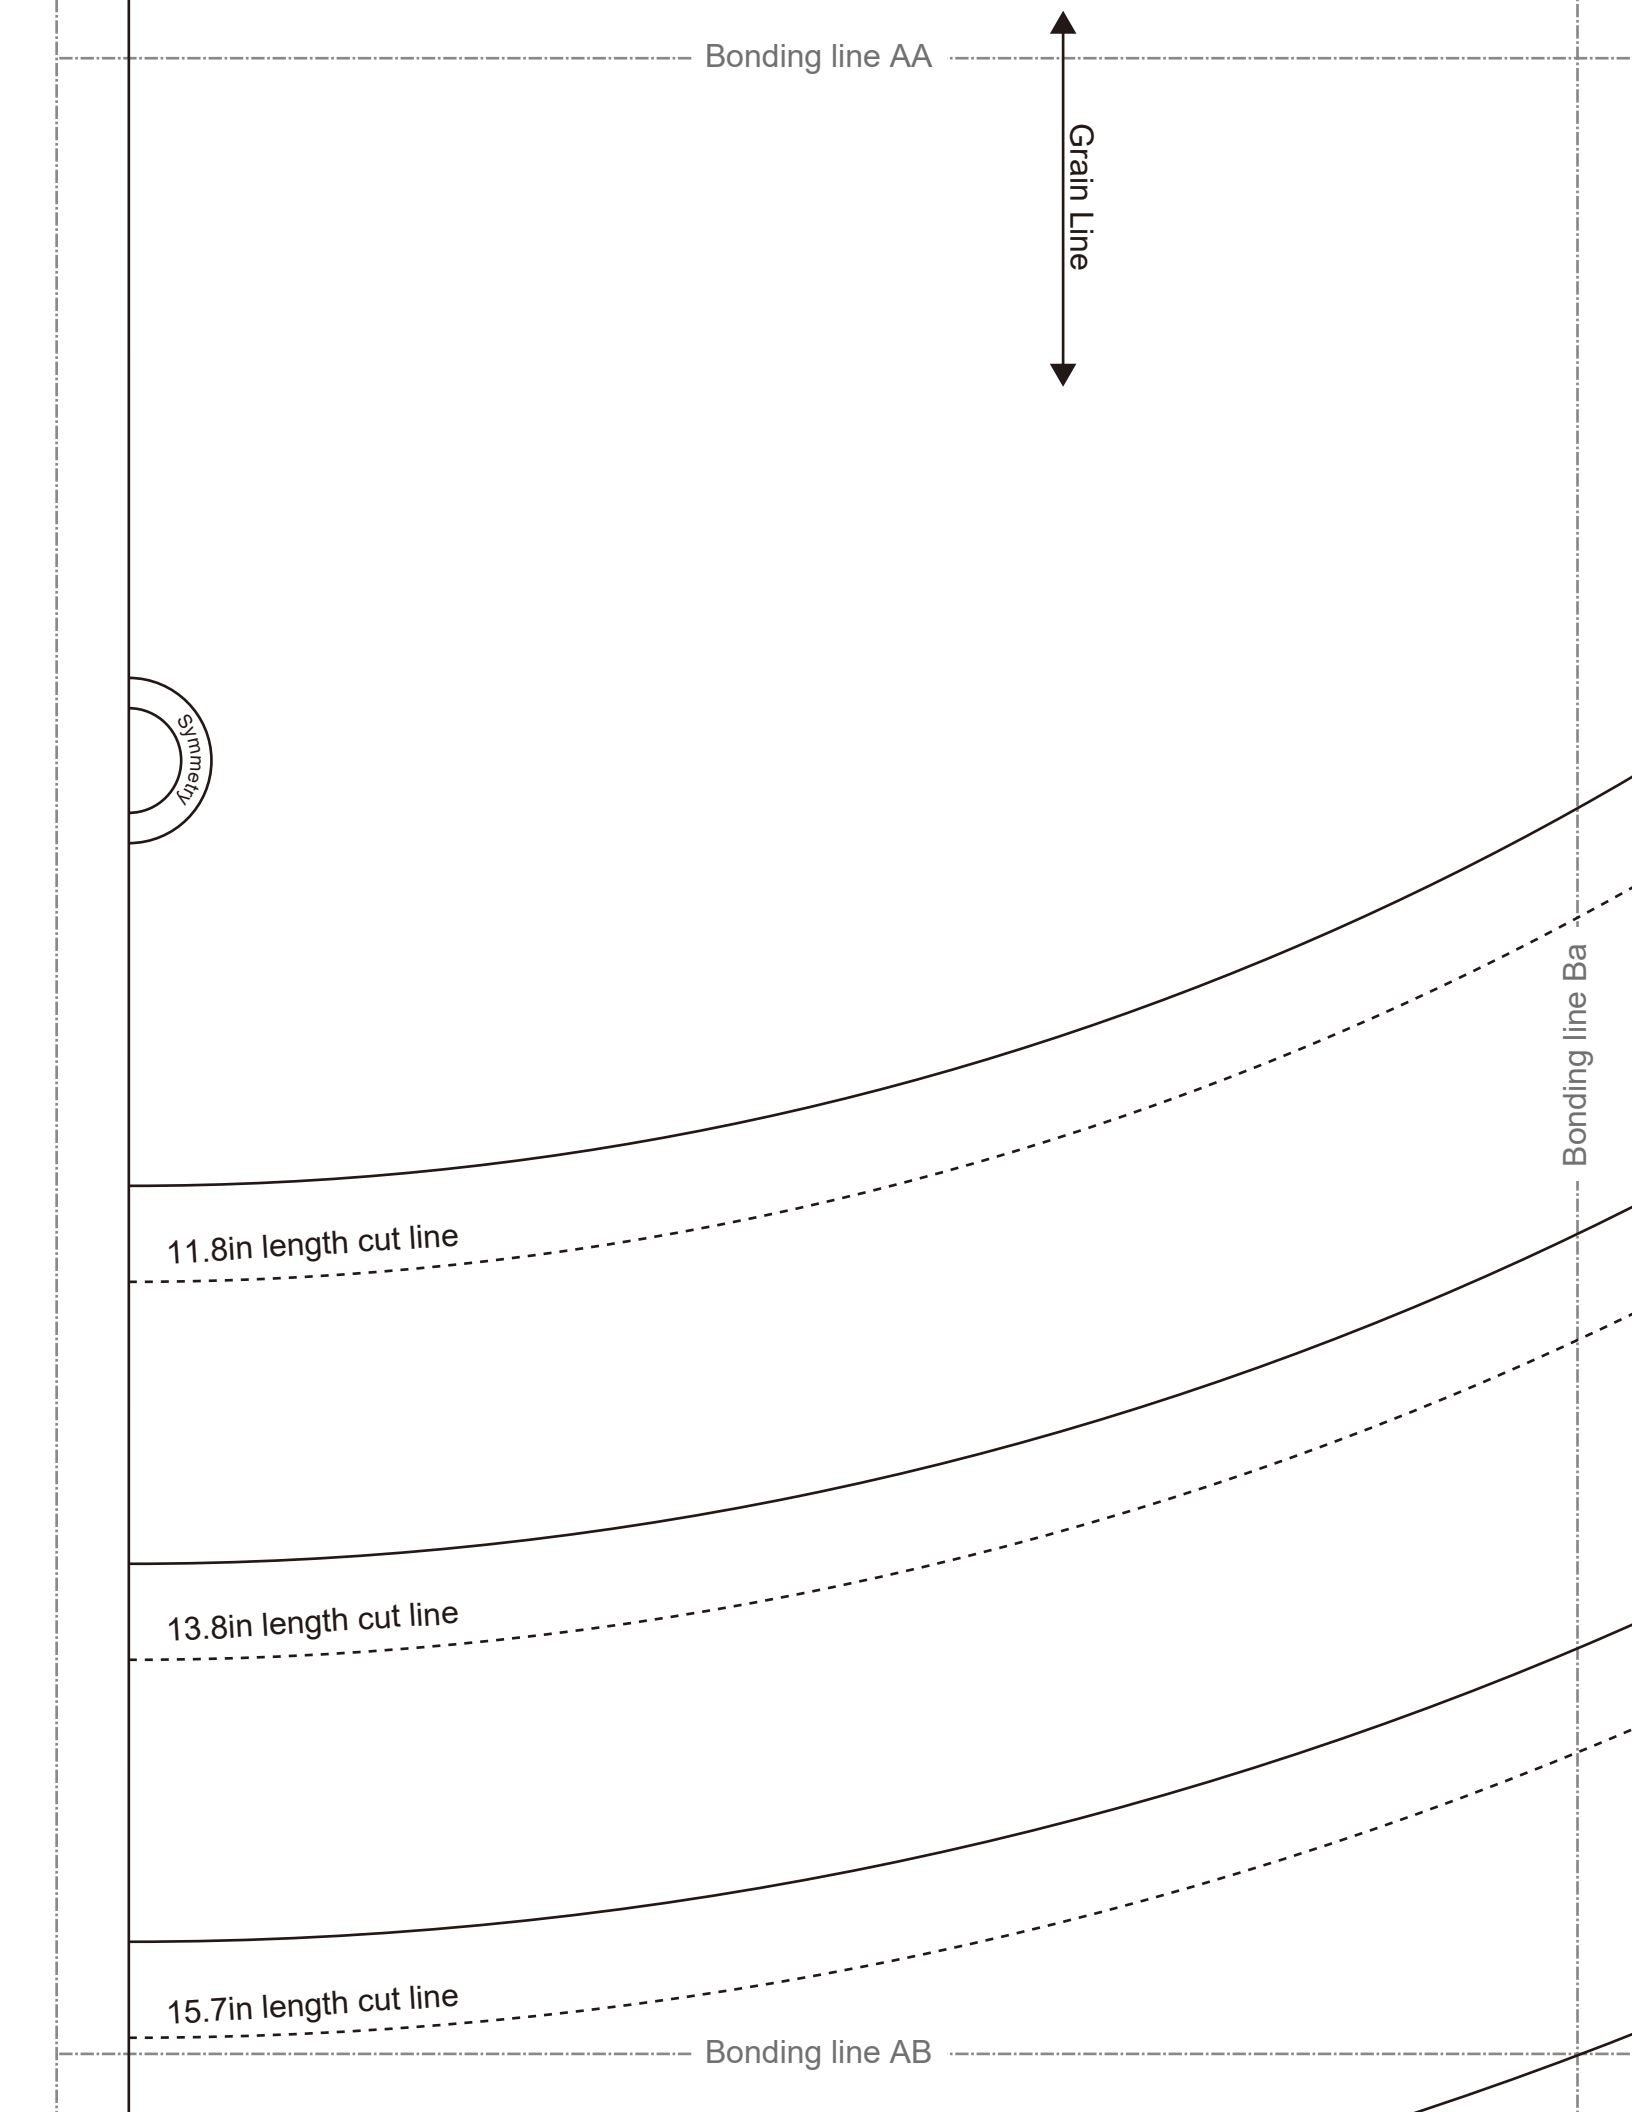 Bonding line AA
Grain Line
Symmetry
Bonding line Ba
11.8in length cut line
13.8in length cut line
15.7in length cut line
Bonding line AB